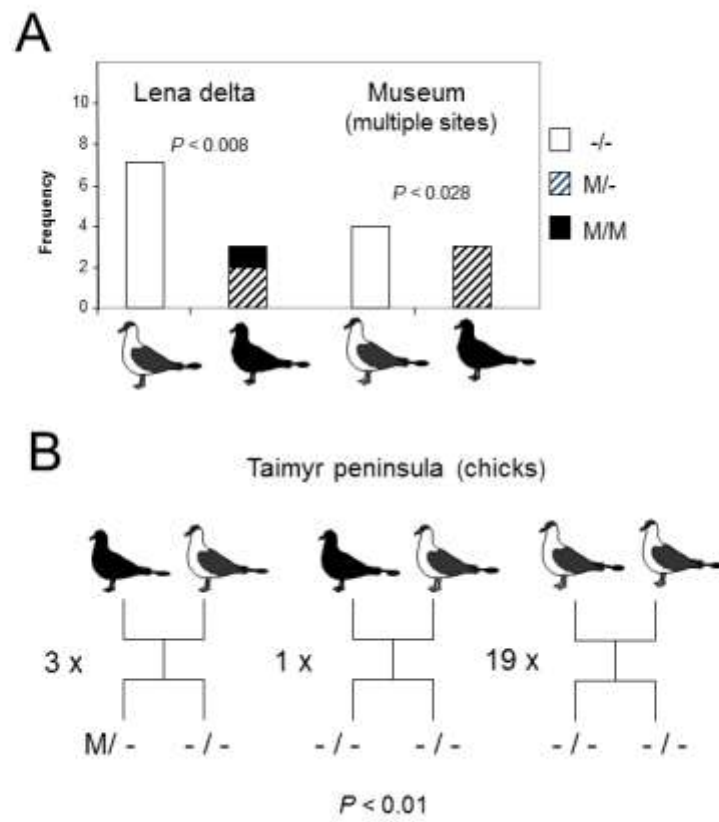 A
Lena delta
Museum
(multiple sites)
P < 0.008
P < 0.028
Frequency
10
8
6
4
2
0
-/-
M/-
M/M
B
Taimyr peninsula (chicks)
3 x
1 x
19 x
M/ - - / - - / - - / - - / - - / -
P < 0.01